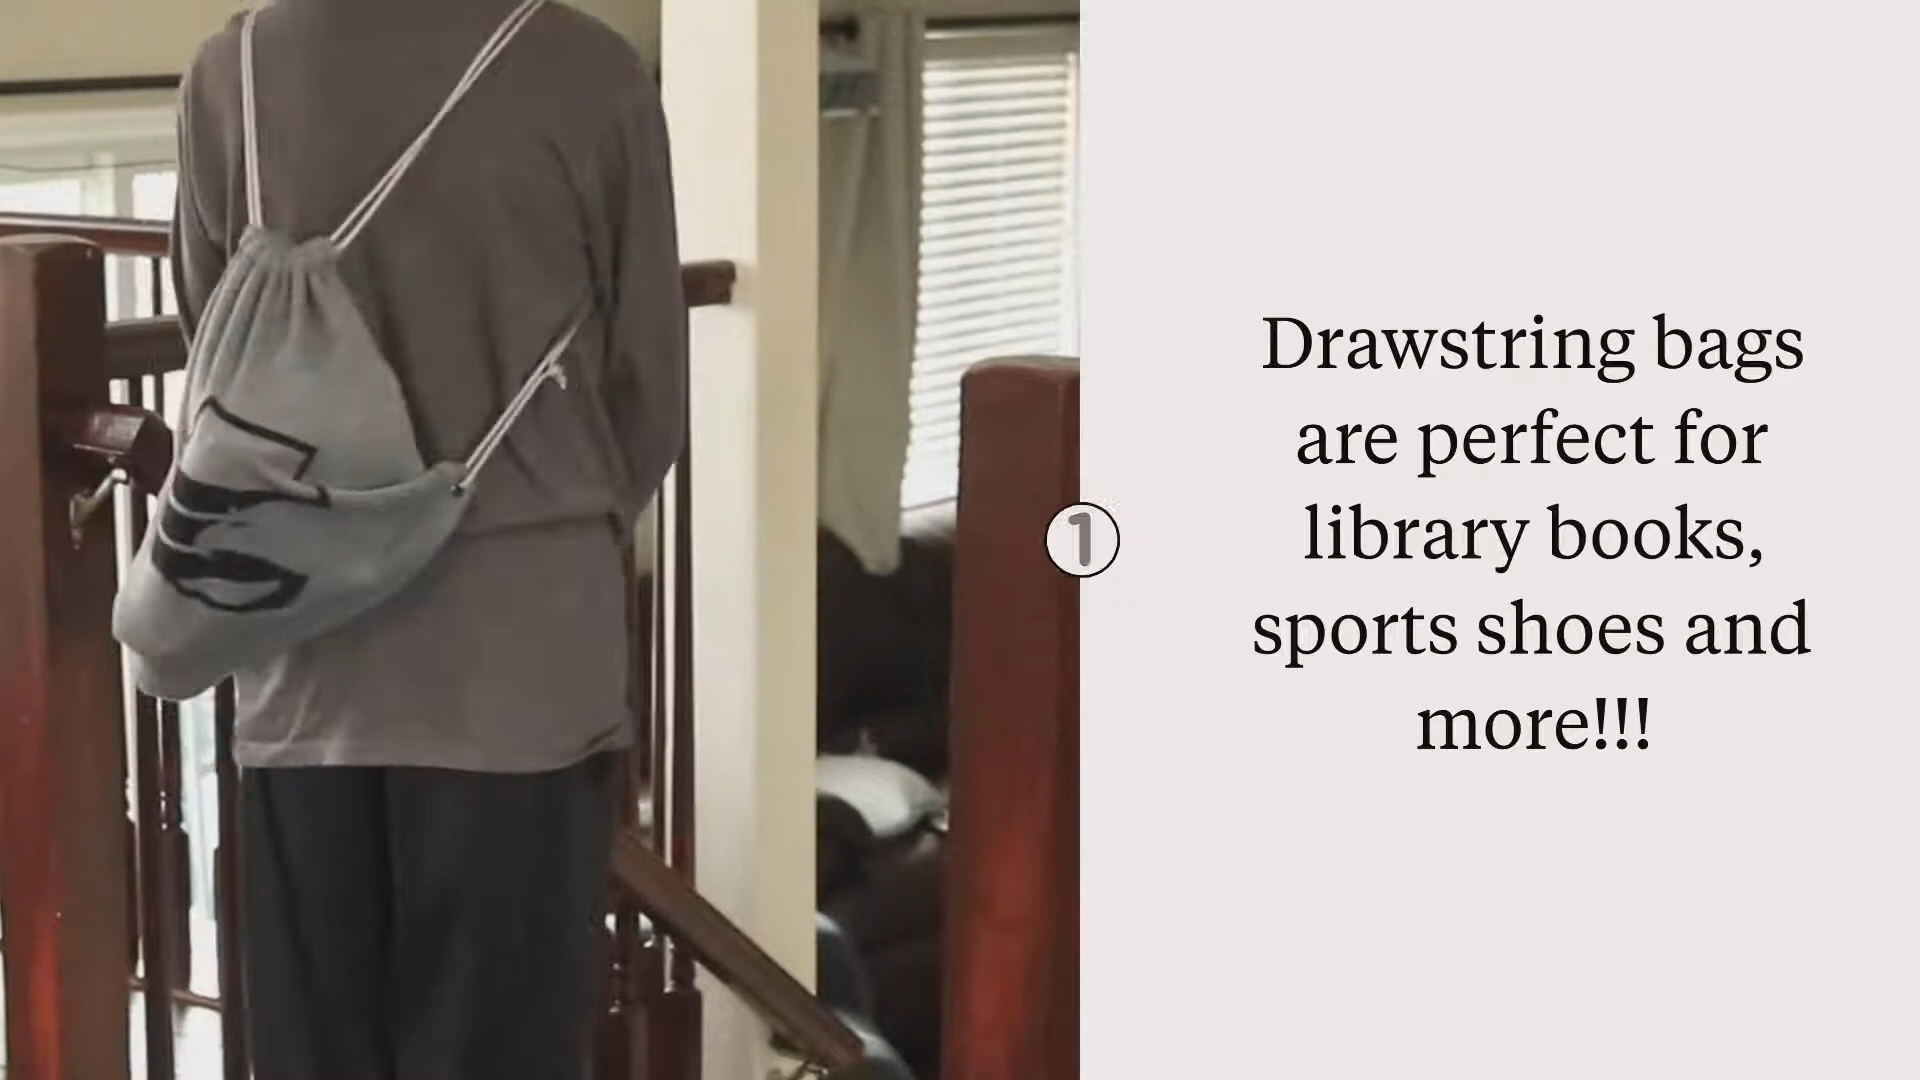 Drawstring bags
are perfect for
library books,
sports shoes and
more!!!
1